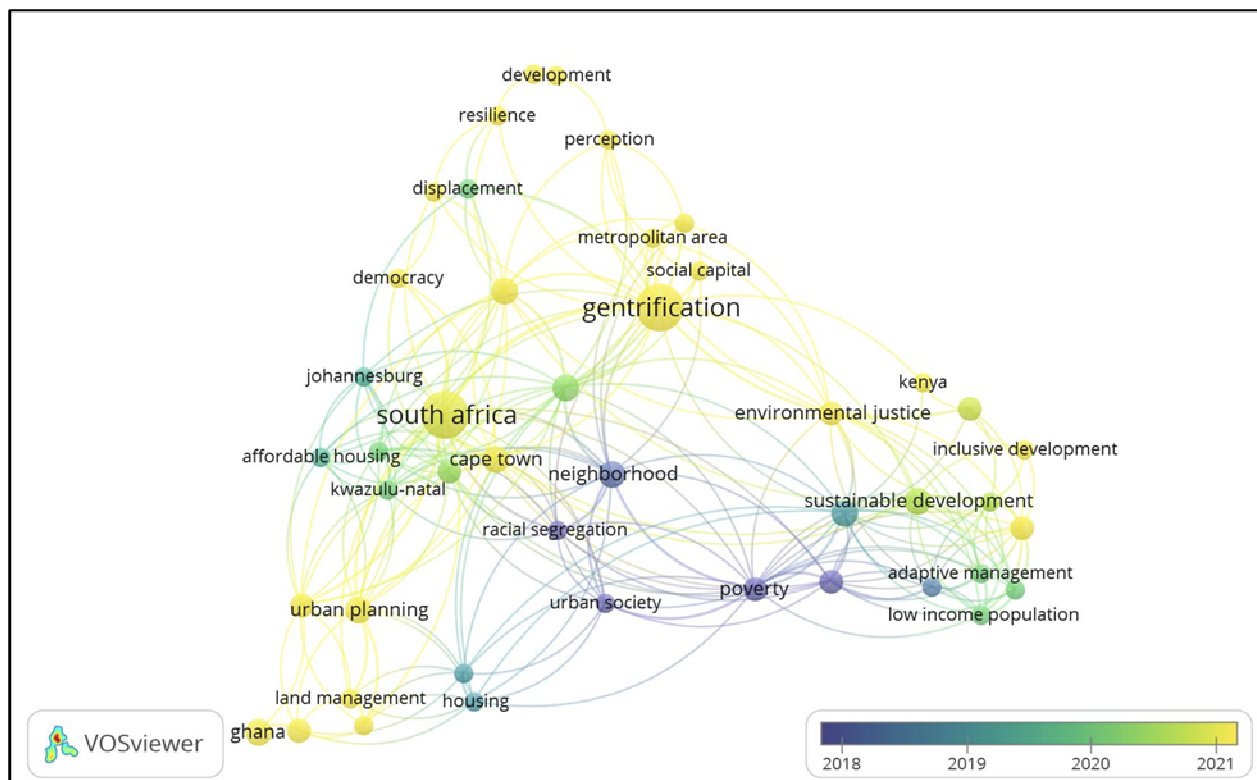 development
resilience
perception
displacement
metropolitan area
social capital
democracy
gentrification
johannesburg
kenya
south africa
environmental justice
affordable housing
cape town
inclusive development
kwazulu-natal
neighborhood
sustainable development
racial segregation
adaptive management
poverty
urban society
urban planning
low income population
land management
housing
ghana
VOSviewer
2018 2019 2020 2021